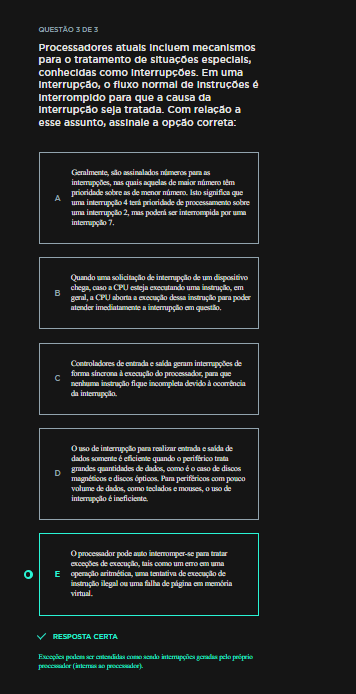 QUESTÃO 3 DE 3
Processadores atuais incluem mecanismos
para o tratamento de situações especiais,
conhecidas como interrupções. Em uma
interrupção, o fluxo normal de instruções é
interrompido para que a causa da
interrupção seja tratada. Com relação a
esse assunto, assinale a opção correta:
Geralmente, são assinalados números para as
interrupções, nas quais aquelas de maior número têm
prioridade sobre as de menor número. Isto significa que
A
uma interrupção 4 terá prioridade de processamento sobre
uma interrupção 2, mas poderá ser interrompida por uma
interrupção 7.
Quando uma solicitação de interrupção de um dispositivo
chega, caso a CPU esteja executando uma instrução, em
B
geral, a CPU aborta a execução dessa instrução para poder
atender imediatamente a interrupção em questão.
Controladores de entrada e saída geram interrupções de
forma síncrona à execução do processador, para que
C
nenhuma instrução fique incompleta devido à ocorrência
da interrupção.
O uso de interrupção para realizar entrada e saída de
dados somente é eficiente quando o periférico trata
grandes quantidades de dados, como é o caso de discos
D
magnéticos e discos ópticos. Para periféricos com pouco
volume de dados, como teclados e mouses, o uso de
interrupção é ineficiente.
O processador pode auto interromper-se para tratar
exceções de execução, tais como um erro em uma
E
operação aritmética, uma tentativa de execução de
instrução ilegal ou uma falha de página em memória
virtual.
RESPOSTA CERTA
Exceções podem ser entendidas como sendo interrupções geradas pelo próprio
processador (internas ao processador).